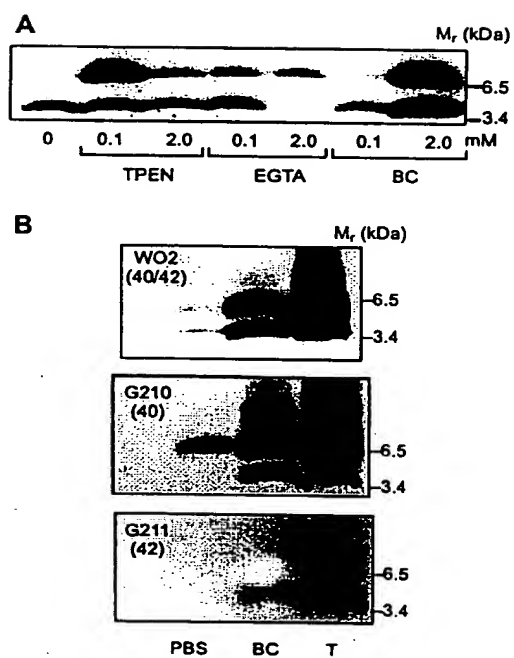 A
Mr (kDa)
6.5
3.4
0 0.1 2.0 0.1 2.0 0.1 2.0 mM
TPEN EGTA BC
B
Mr (kDa)
WO2
(40/42)
6.5
3.4
G210
(40)
6.5
3.4
G211
(42)
6.5
3.4
PBS BC T